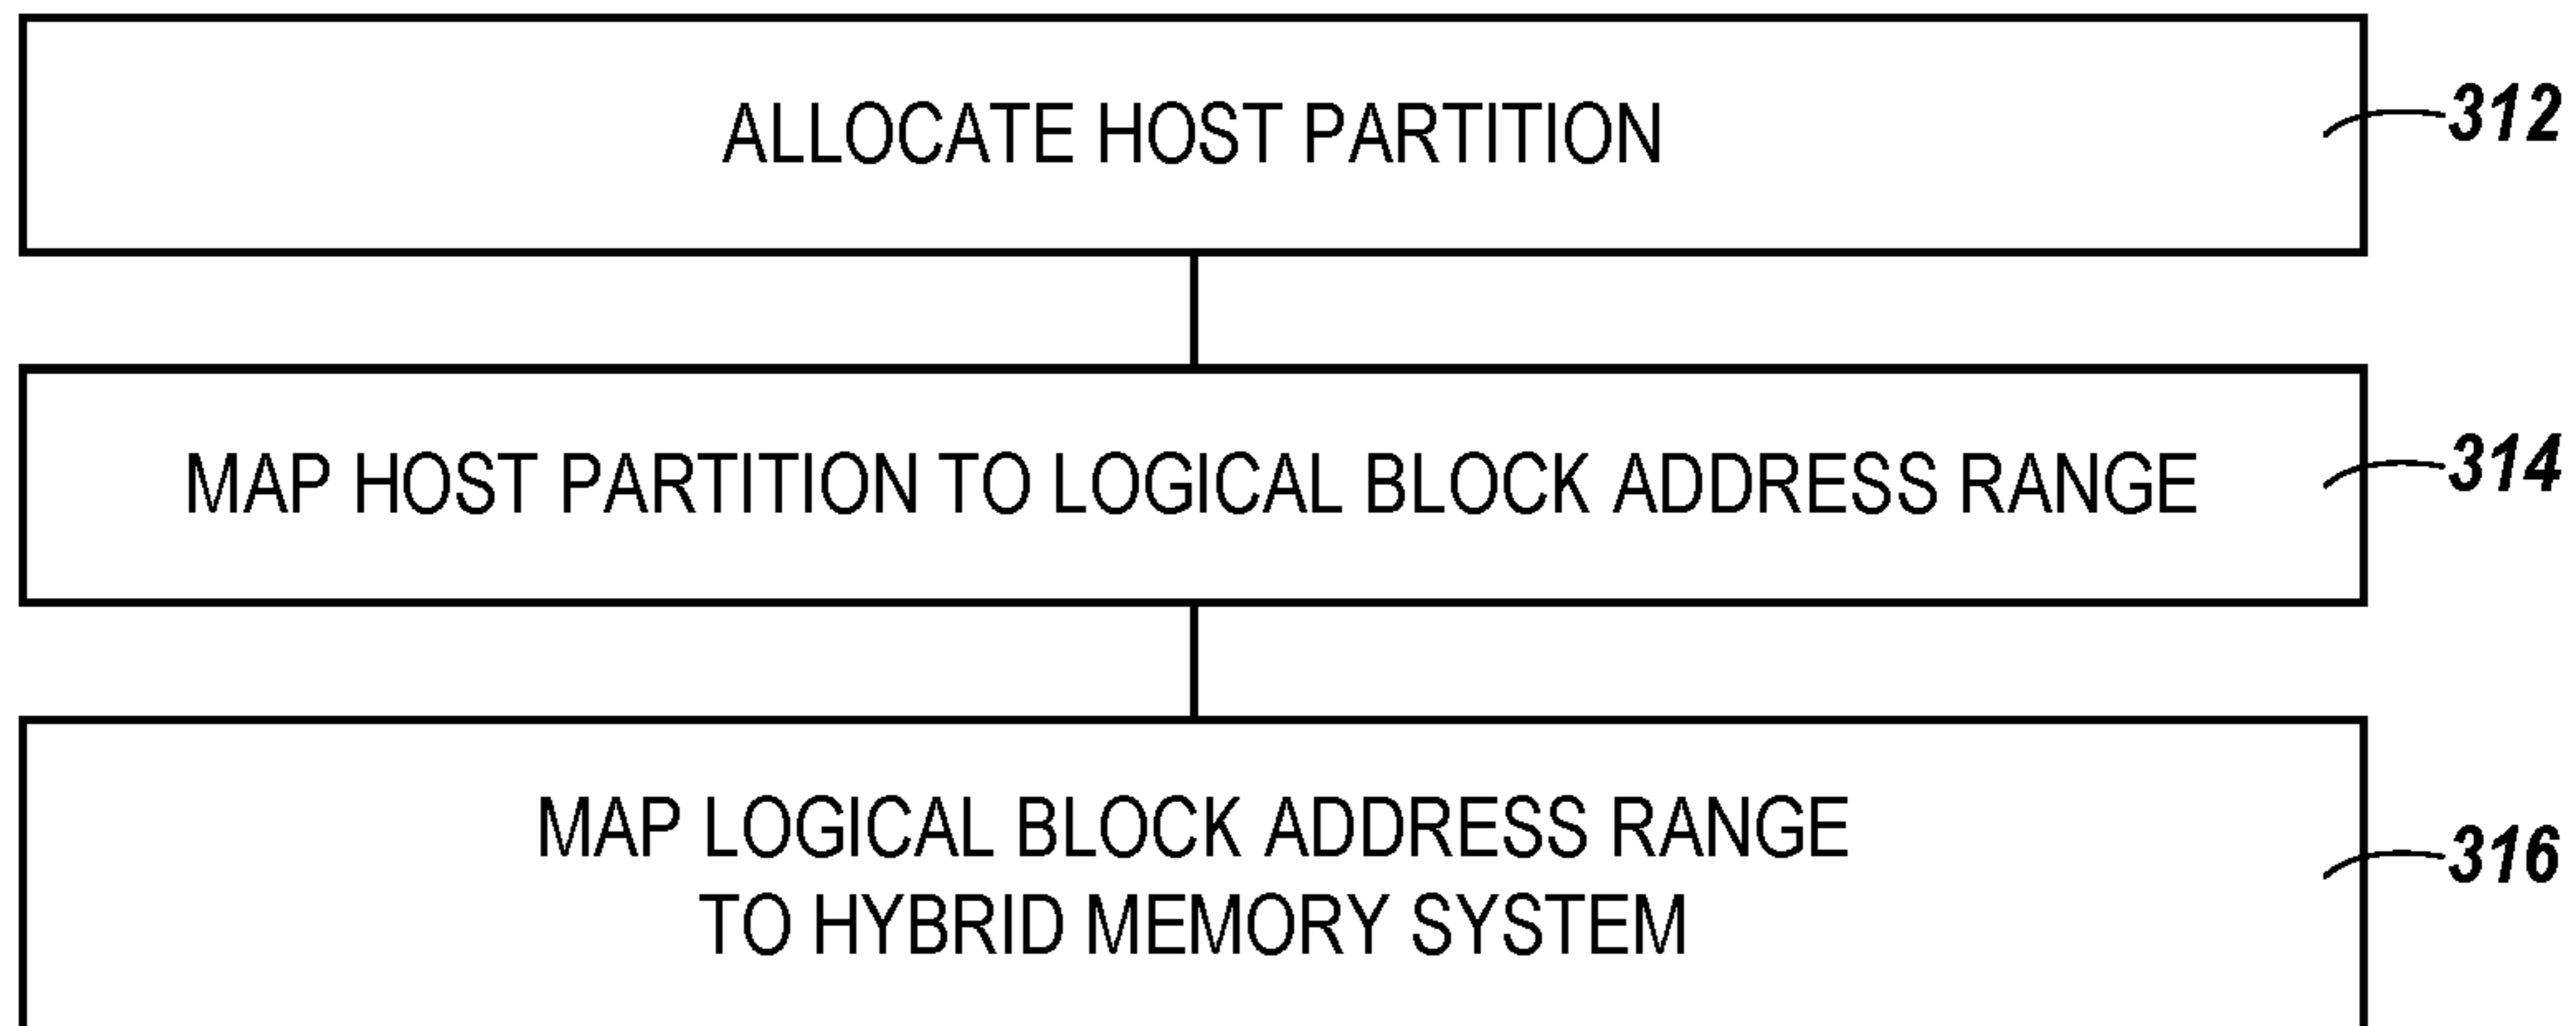 ALLOCATE HOST PARTITION
312
MAP HOST PARTITION TO LOGICAL BLOCK ADDRESS RANGE
314
MAP LOGICAL BLOCK ADDRESS RANGE
TO HYBRID MEMORY SYSTEM
316